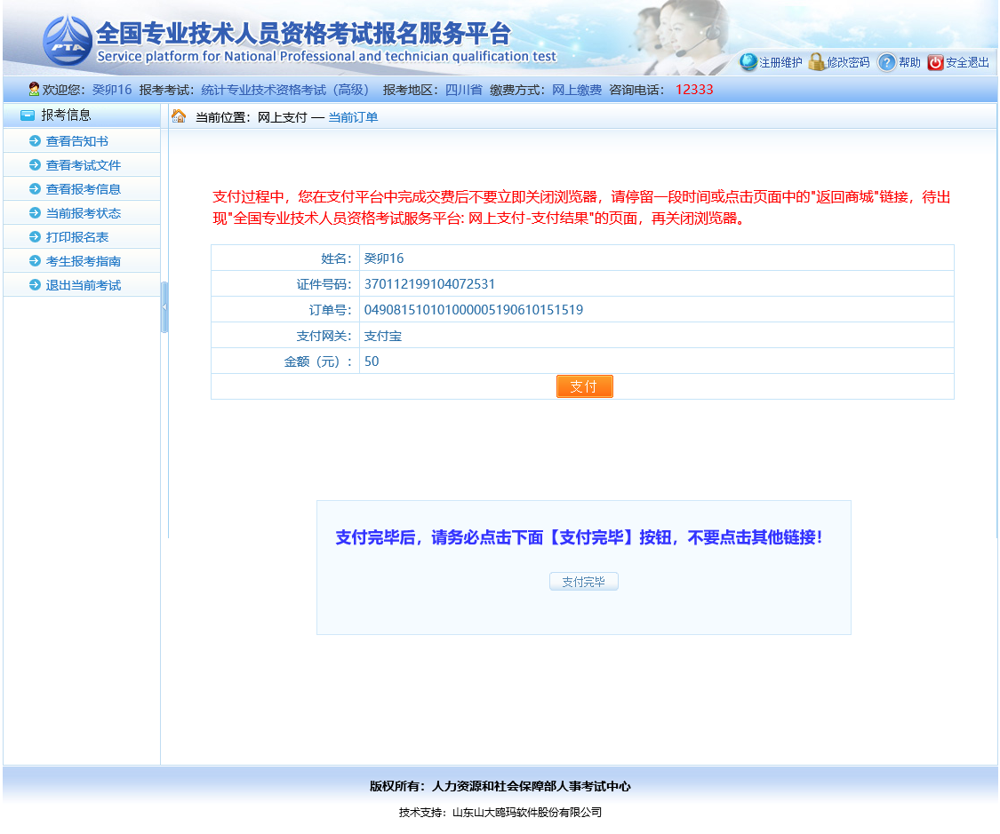 全国专业技术人员资格考试报名服务平台
Service platform for National Professional and technician qualification test
PTA
注册维护 修改密码 帮助 安全退出
欢迎您：癸卯16 报考考试：统计专业技术资格考试（高级） 报考地区：四川省 缴费方式：网上缴费 咨询电话：12333
报考信息
查看告知书
查看考试文件
查看报考信息
当前报考状态
打印报名表
考生报考指南
退出当前考试
当前位置：网上支付 — 当前订单
支付过程中，您在支付平台中完成交费后不要立即关闭浏览器，请停留一段时间或点击页面中的"返回商城"链接，待出
现"全国专业技术人员资格考试服务平台: 网上支付-支付结果"的页面，再关闭浏览器。
姓名： 癸卯16
证件号码： 370112199104072531
订单号： 049081510101000005190610151519
支付网关： 支付宝
金额（元）： 50
支付
支付完毕后，请务必点击下面【支付完毕】按钮，不要点击其他链接！
支付完毕
版权所有：人力资源和社会保障部人事考试中心
技术支持：山东山大鸥玛软件股份有限公司